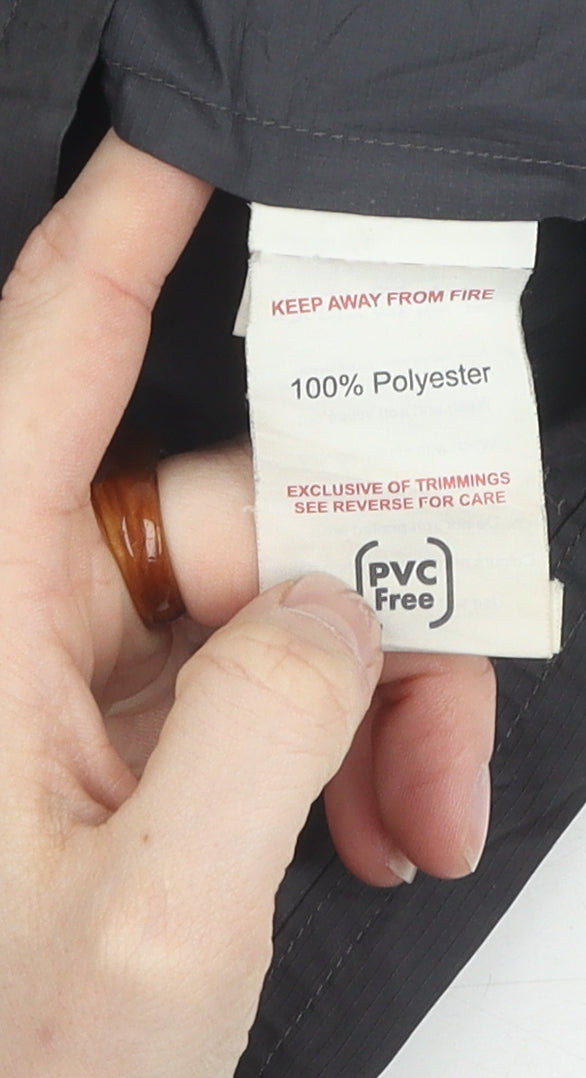 KEEP AWAY FROM FIRE
100% Polyester
EXCLUSIVE OF TRIMMINGS
SEE REVERSE FOR CARE
PVC
Free